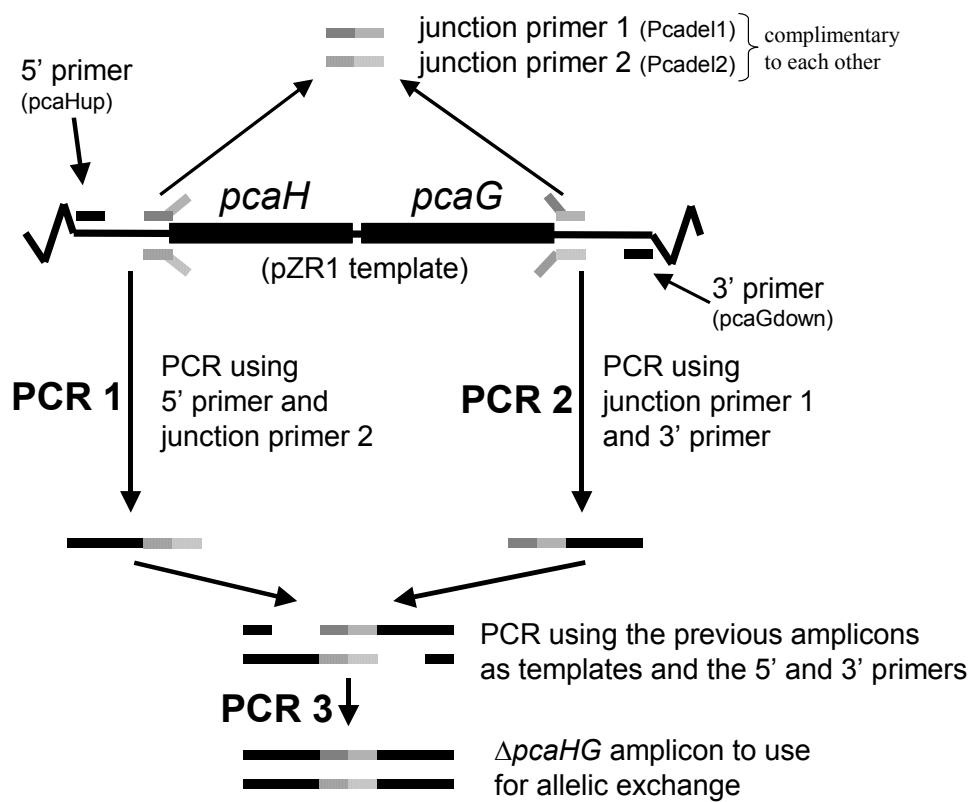 junction primer 1 (Pcadel1)
junction primer 2 (Pcadel2)
complimentary
to each other
5’ primer
(pcaHup)
pcaH
pcaG
(pZR1 template)
3’ primer
(pcaGdown)
PCR 1
PCR using
5’ primer and
junction primer 2
PCR 2
PCR using
junction primer 1
and 3’ primer
PCR using the previous amplicons
as templates and the 5’ and 3’ primers
PCR 3
ΔpcaHG amplicon to use
for allelic exchange